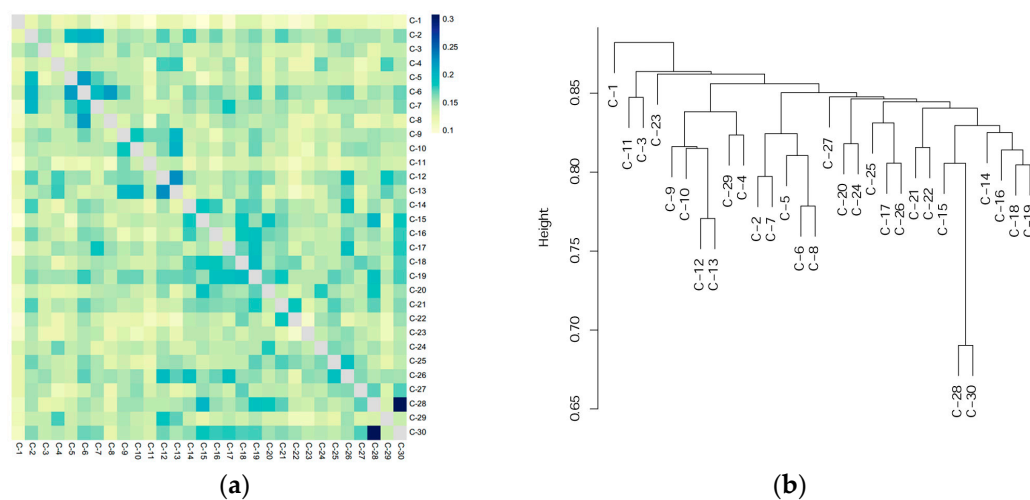 0.3
0.25
0.2
0.15
0.1
C-1
C-2
C-3
C-4
C-5
C-6
C-7
C-8
C-9
C-10
C-11
C-12
C-13
C-14
C-15
C-16
C-17
C-18
C-19
C-20
C-21
C-22
C-23
C-24
C-25
C-26
C-27
C-28
C-29
C-30
C-1
C-2
C-3
C-4
C-5
C-6
C-7
C-8
C-9
C-10
C-11
C-12
C-13
C-14
C-15
C-16
C-17
C-18
C-19
C-20
C-21
C-22
C-23
C-24
C-25
C-26
C-27
C-28
C-29
C-30
(a)
Height
0.85
0.80
0.75
0.70
0.65
C-1
C-11
C-3
C-23
C-9
C-10
C-12
C-13
C-29
C-4
C-2
C-7
C-5
C-6
C-8
C-27
C-20
C-24
C-25
C-17
C-26
C-21
C-22
C-15
C-28
C-30
C-14
C-16
C-18
C-19
(b)